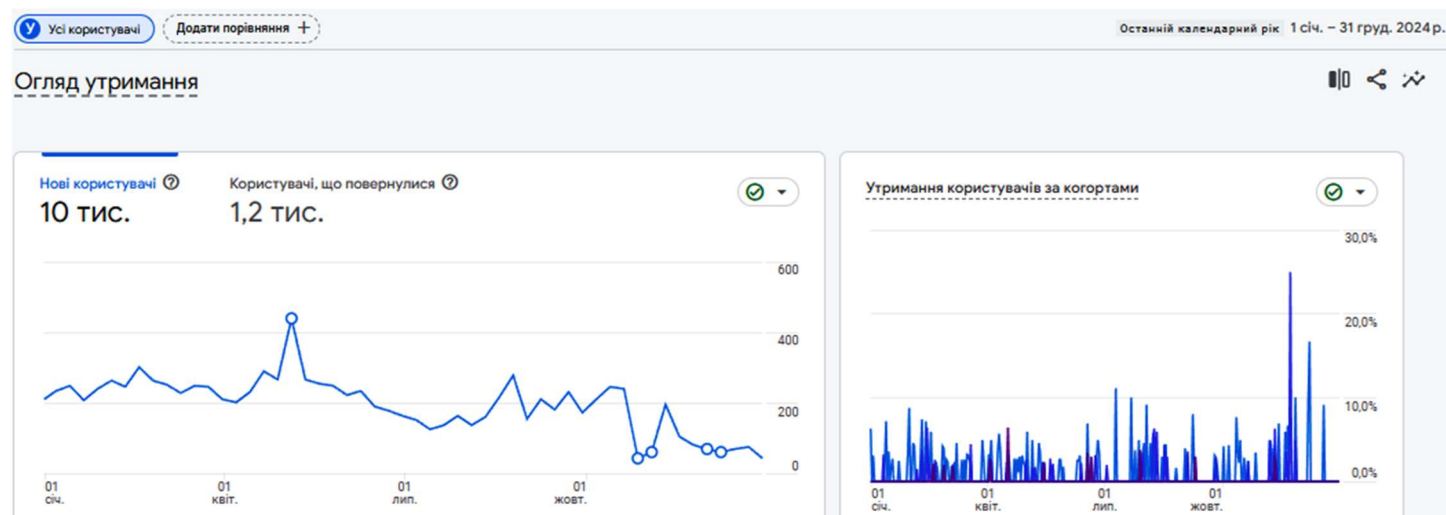 У Усі користувачі Додати порівняння + Останній календарний рік 1 січ. – 31 груд. 2024 р.
Огляд утримання
Нові користувачі Користувачі, що повернулися
10 тис. 1,2 тис.
600
400
200
0
01 01 01 01
січ. квіт. лип. жовт.
Утримання користувачів за когортами
30,0%
20,0%
10,0%
0,0%
01 01 01 01
січ. квіт. лип. жовт.